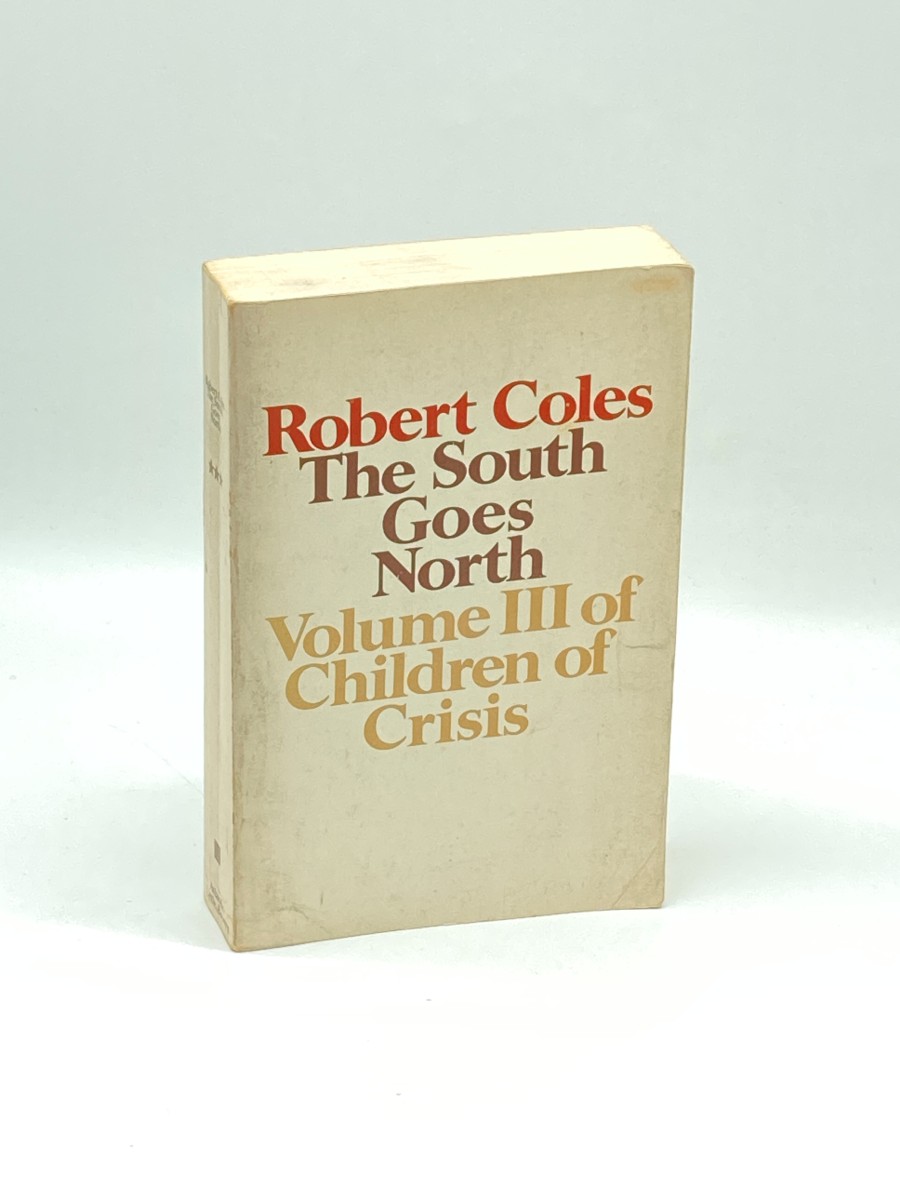 Robert Coles
The South
Goes
North
Volume III of
Children of
Crisis